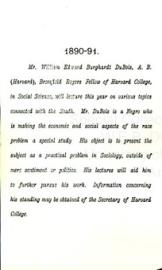 1890-91.
Mr. William Edward Burghardt DuBois, A. B.
(Harvard), Bromfield Rogers Fellow of Harvard College,
in Social Science, will lecture this year on various topics
connected with the South. Mr. DuBois is a Negro who
is making the economic and social aspects of the race
problem a special study. His object is to present the
subject as a practical problem in Sociology, outside of
mere sentiment or politics. His lectures will aid him
to further pursue his work. Information concerning
his standing may be obtained of the Secretary of Harvard
College.